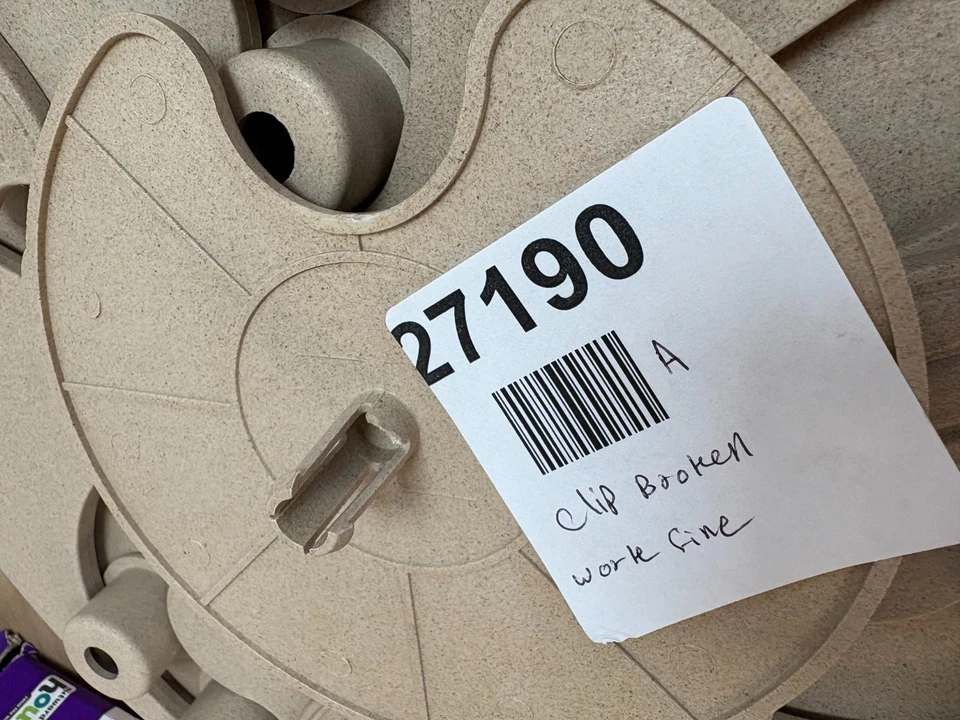 27190
A
clip Broken
work fine